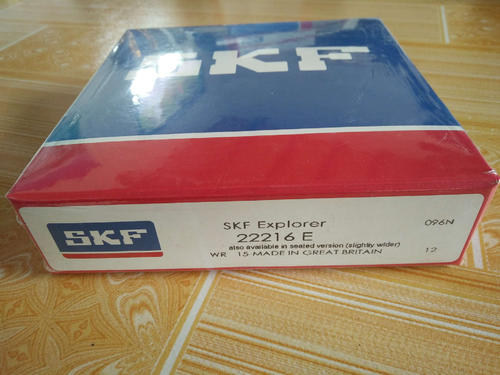 SKF
SKF
SKF Explorer 096N
22216 E
also available in sealed version (slightly wider)
WR 15-MADE IN GREAT BRITAIN 12